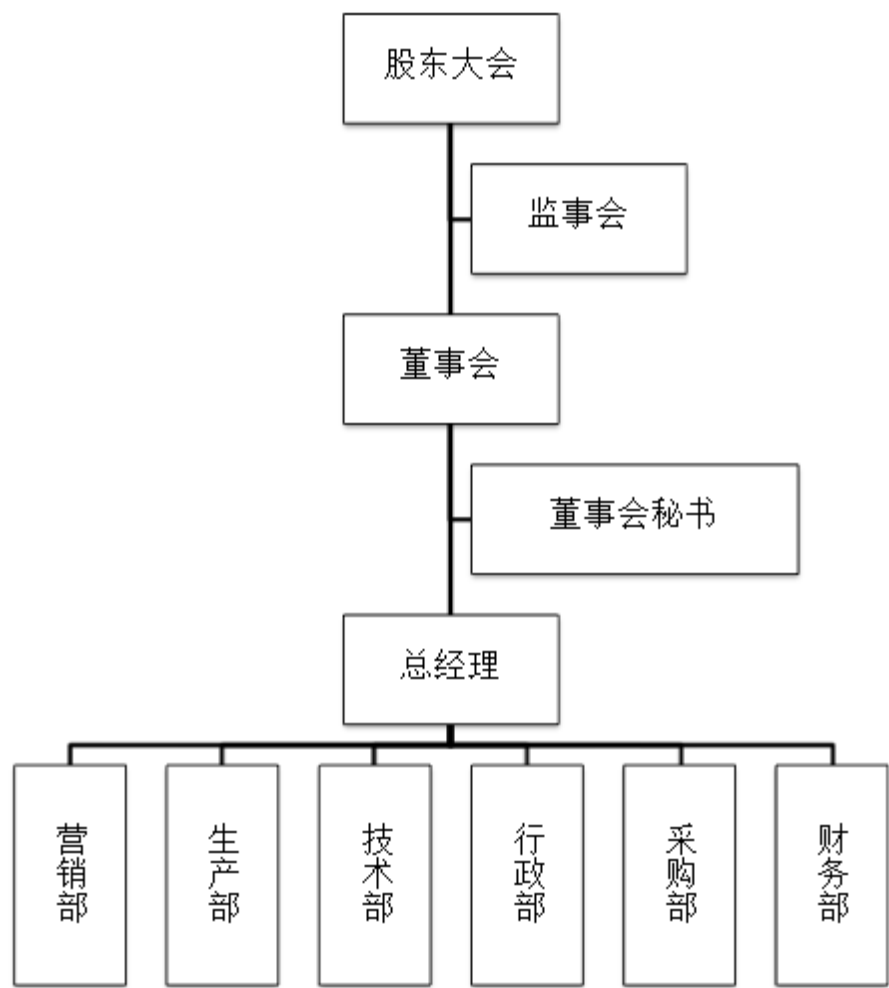 股东大会
监事会
董事会
董事会秘书
总经理
营销部
生产部
技术部
行政部
采购部
财务部